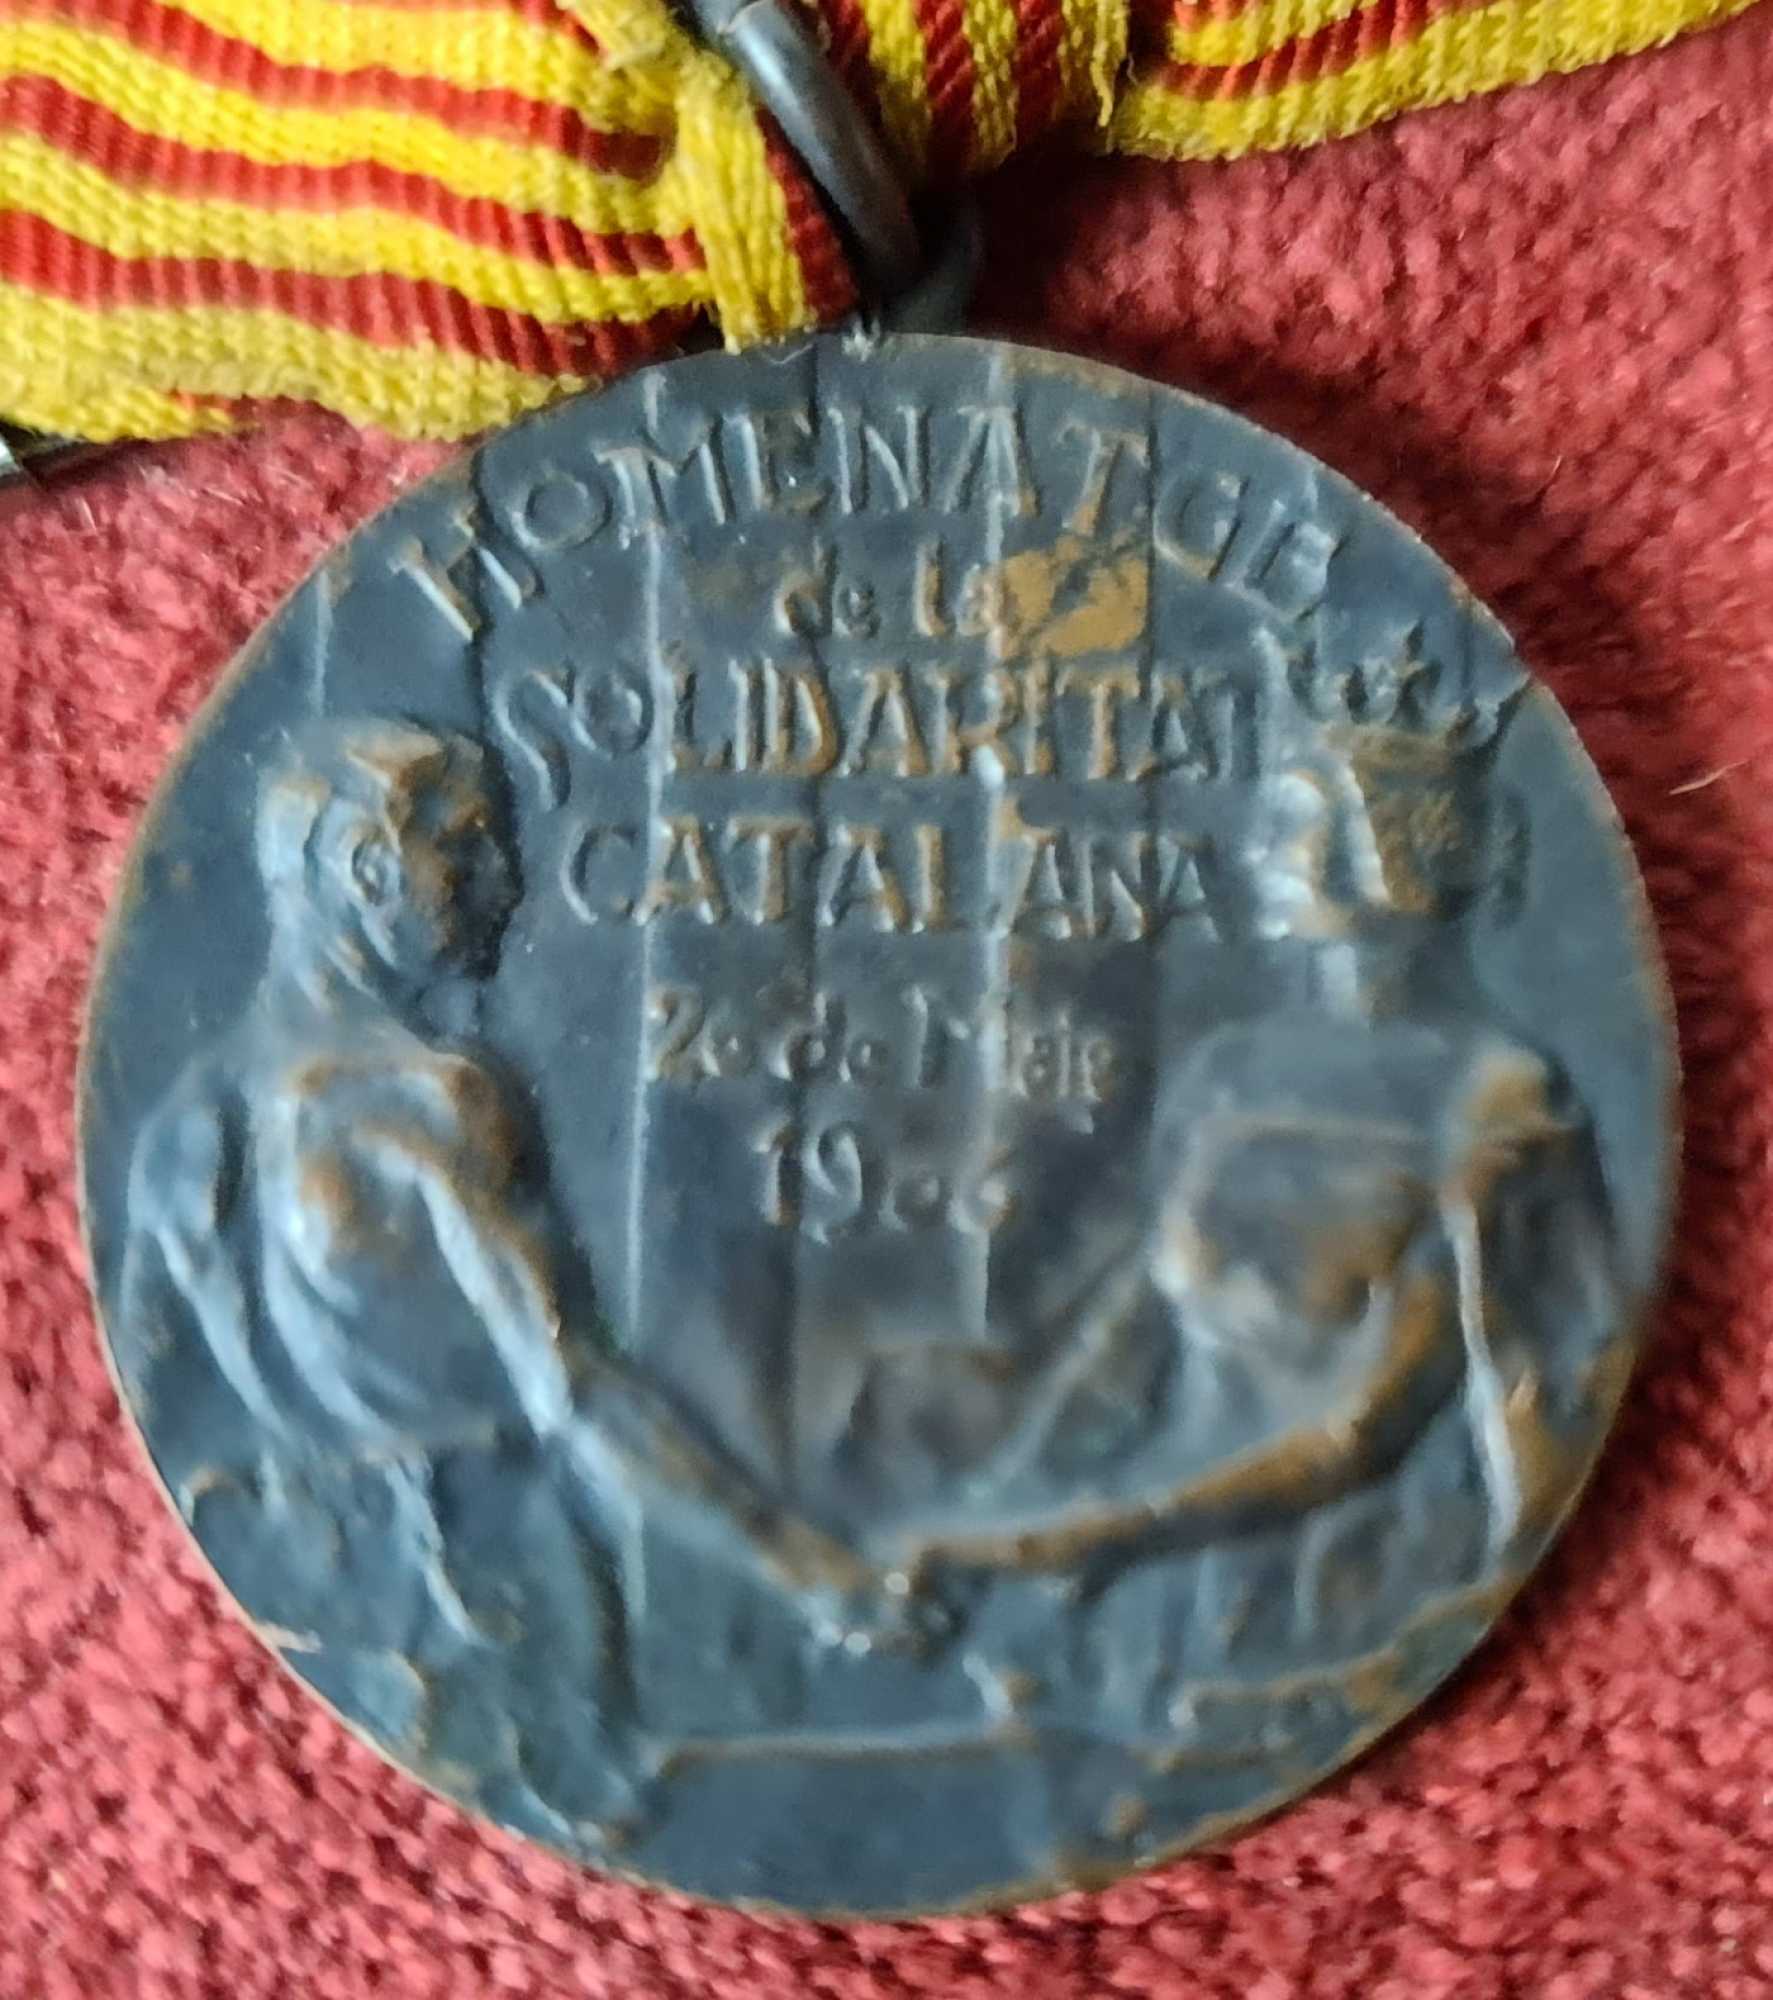 HOMENATGE
de la
SOLIDARITAT
CATALANA
20 de Maig
1906